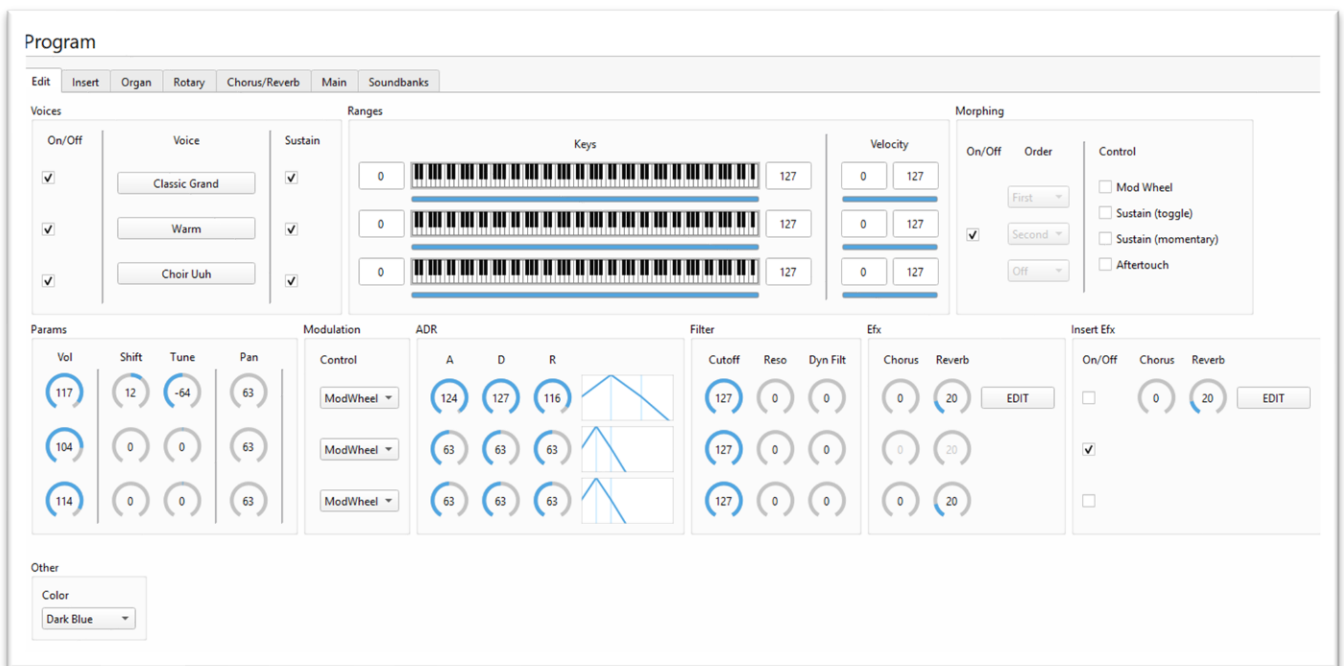 Program
Edit Insert Organ Rotary Chorus/Reverb Main Soundbanks
Voices Ranges Morphing
On/Off Voice Sustain Keys Velocity On/Off Order Control
Classic Grand 0 127 0 127 First Mod Wheel
Sustain (toggle)
Warm 0 127 0 127 Second Sustain (momentary)
Choir Uuh 0 127 0 127 Off Aftertouch
Params Modulation ADR Filter Efx Insert Efx
Vol Shift Tune Pan Control A D R Cutoff Reso Dyn Filt Chorus Reverb On/Off Chorus Reverb
117 12 -64 63 ModWheel 124 127 116 127 0 0 0 20 EDIT 0 20 EDIT
104 0 0 63 ModWheel 63 63 63 127 0 0 0 20
114 0 0 63 ModWheel 63 63 63 127 0 0 0 20
Other
Color
Dark Blue